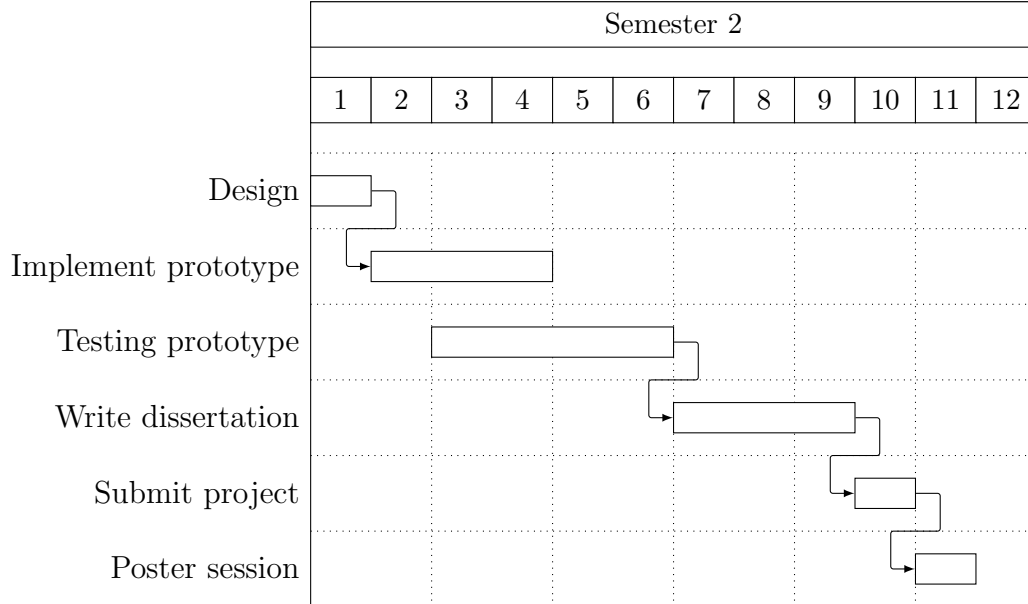 Semester 2
1 2 3 4 5 6 7 8 9 10 11 12
Design
Implement prototype
Testing prototype
Write dissertation
Submit project
Poster session